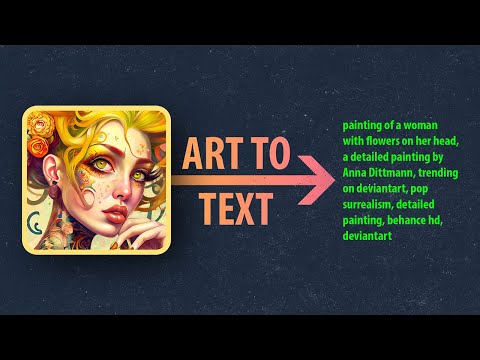 ART TO
TEXT
painting of a woman
with flowers on her head,
a detailed painting by
Anna Dittmann, trending
on deviantart, pop
surrealism, detailed
painting, behance hd,
deviantart